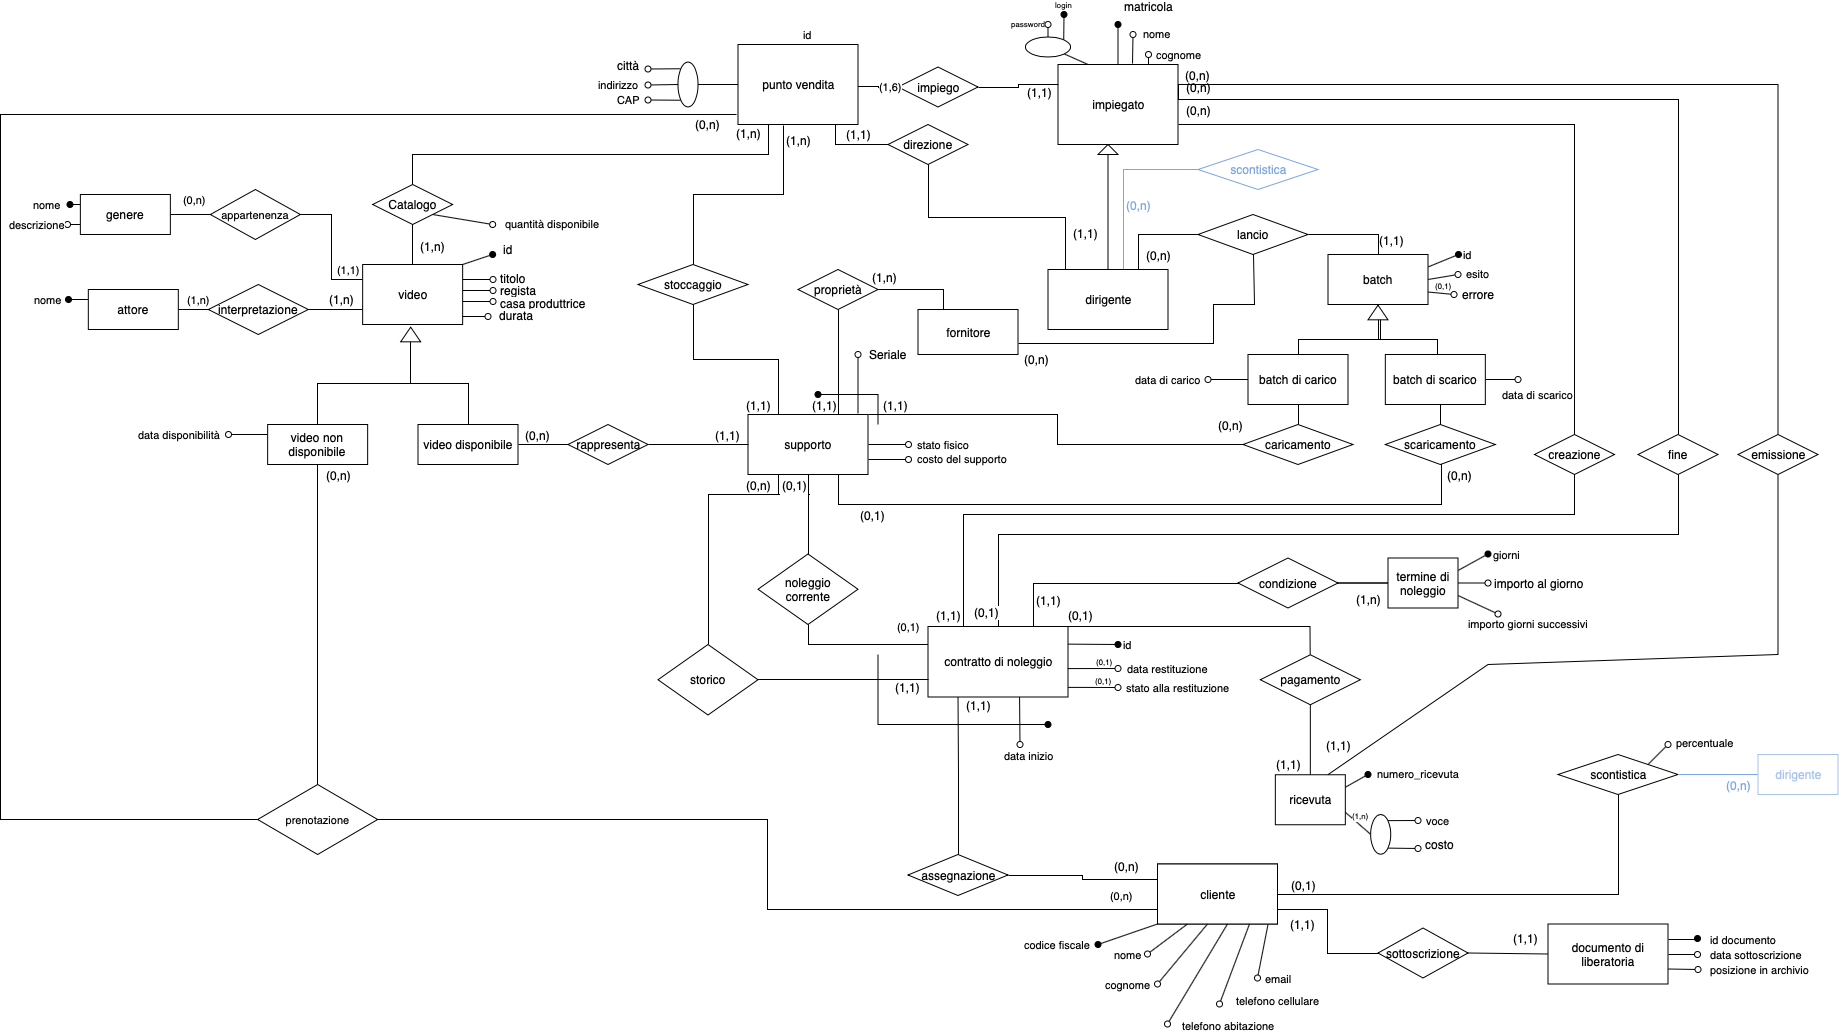 login
matricola
password
nome
cognome
id
città
indirizzo
CAP
punto vendita
(1,6)
impiego
(1,1)
impiegato
(0,n)
(0,n)
(0,n)
(0,n)
(1,n)
(1,n)
(1,1)
direzione
scontistica
(0,n)
nome
descrizione
genere
(0,n)
appartenenza
(1,1)
Catalogo
quantità disponibile
(1,n)
id
titolo
regista
casa produttrice
durata
video
nome
attore
(1,n)
interpretazione
(1,n)
stoccaggio
proprietà
(1,n)
fornitore
(0,n)
(1,1)
dirigente
(0,n)
lancio
(1,1)
batch
id
esito
(0,1)
errore
Seriale
data di carico
batch di carico
batch di scarico
data di scarico
data disponibilità
video non
disponibile
(0,n)
video disponibile
(0,n)
rappresenta
(1,1)
(1,1)
(1,1)
(1,1)
supporto
stato fisico
costo del supporto
(0,n)
caricamento
scaricamento
(0,n)
creazione
fine
emissione
(0,n)
(0,1)
(0,1)
noleggio
corrente
(0,1)
storico
(1,1)
(1,1)
(0,1)
(1,1)
(0,1)
condizione
(1,n)
termine di
noleggio
giorni
importo al giorno
importo giorni successivi
contratto di noleggio
id
(0,1)
data restituzione
(0,1)
stato alla restituzione
(1,1)
data inizio
pagamento
(1,1)
(1,1)
ricevuta
numero_ricevuta
(1,n)
voce
costo
percentuale
scontistica
(0,n)
dirigente
prenotazione
assegnazione
(0,n)
(0,n)
cliente
(0,1)
(1,1)
sottoscrizione
(1,1)
documento di
liberatoria
id documento
data sottoscrizione
posizione in archivio
codice fiscale
nome
cognome
telefono abitazione
telefono cellulare
email